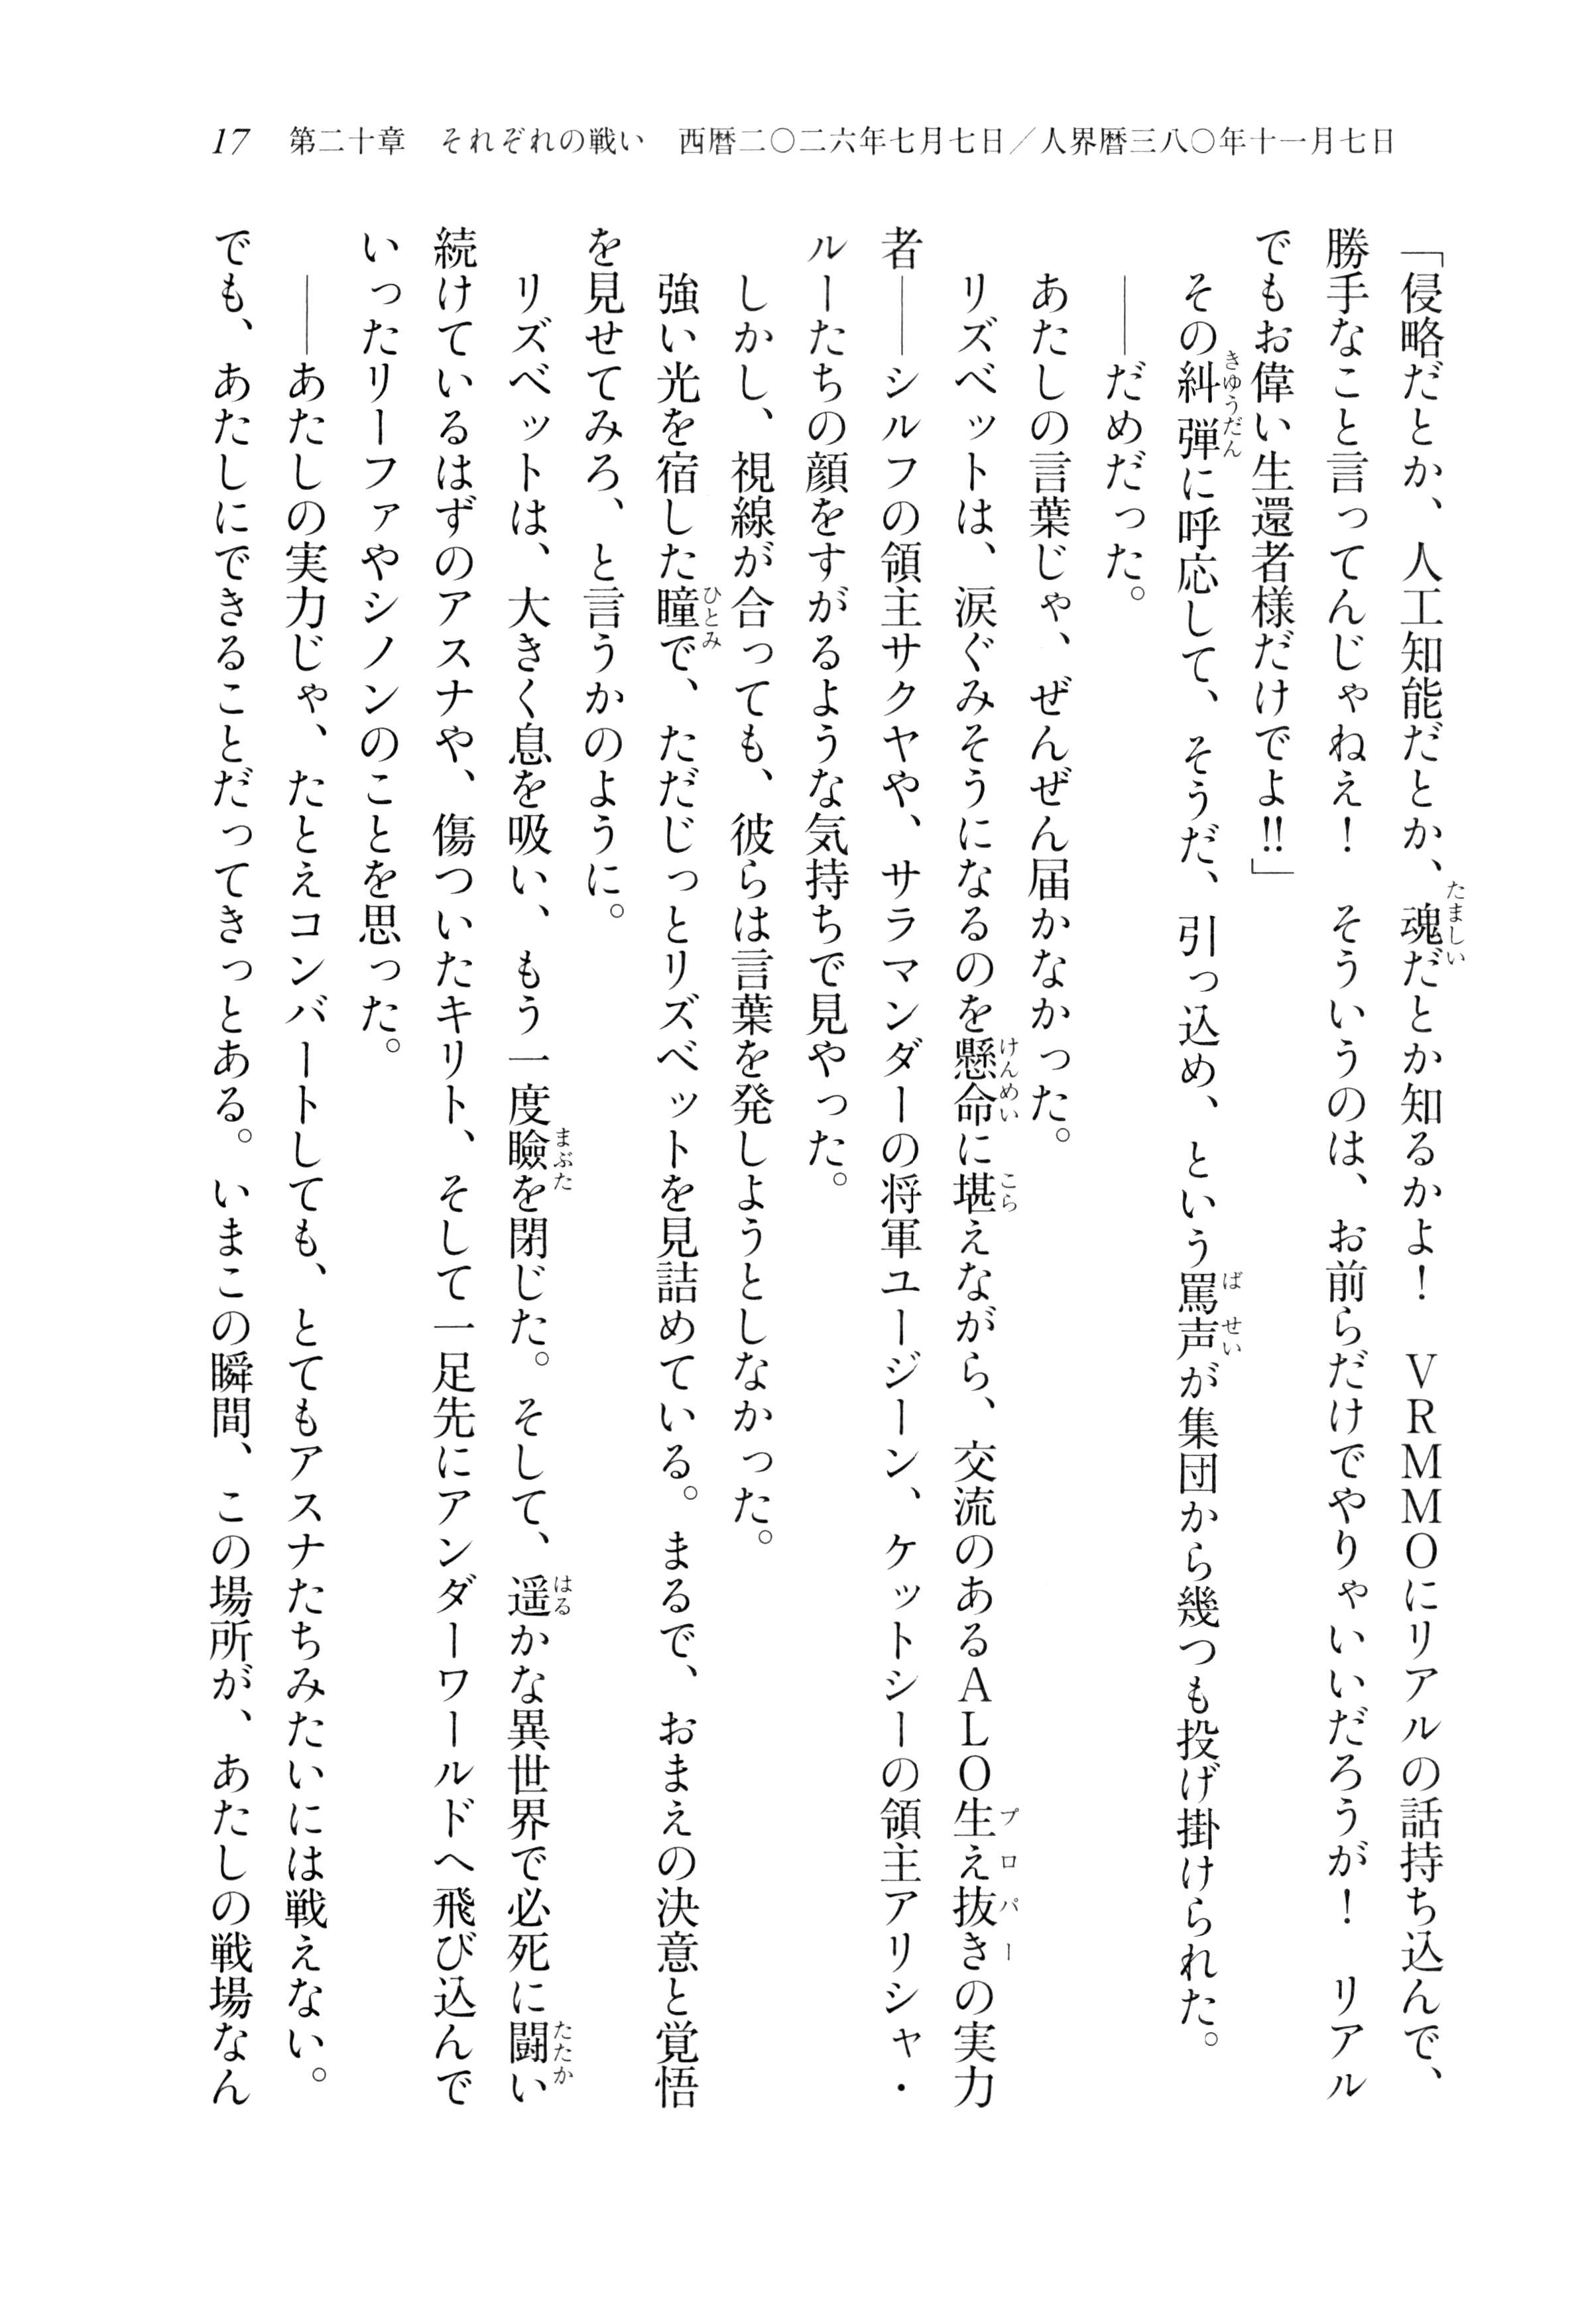 17　第二十章　それぞれの戦い　西暦二〇二六年七月七日／人界暦三八〇年十一月七日
「侵略だとか、人工知能だとか、魂だとか知るかよ！　ＶＲＭＭＯにリアルの話持ち込んで、
勝手なこと言ってんじゃねえ！　そういうのは、お前らだけでやりゃいいだろうが！　リアル
でもお偉い生還者様だけでよ‼」
　その糾弾に呼応して、そうだ、引っ込め、という罵声が集団から幾つも投げ掛けられた。
　――だめだった。
　あたしの言葉じゃ、ぜんぜん届かなかった。
　リズベットは、涙ぐみそうになるのを懸命に堪えながら、交流のあるＡＬＯ生え抜きの実力
者――シルフの領主サクヤや、サラマンダーの将軍ユージーン、ケットシーの領主アリシャ・
ルーたちの顔をすがるような気持ちで見やった。
　しかし、視線が合っても、彼らは言葉を発しようとしなかった。
　強い光を宿した瞳で、ただじっとリズベットを見詰めている。まるで、おまえの決意と覚悟
を見せてみろ、と言うかのように。
　リズベットは、大きく息を吸い、もう一度瞼を閉じた。そして、遥かな異世界で必死に闘い
続けているはずのアスナや、傷ついたキリト、そして一足先にアンダーワールドへ飛び込んで
いったリーファやシノンのことを思った。
　――あたしの実力じゃ、たとえコンバートしても、とてもアスナたちみたいには戦えない。
でも、あたしにできることだってきっとある。いまこの瞬間、この場所が、あたしの戦場なん